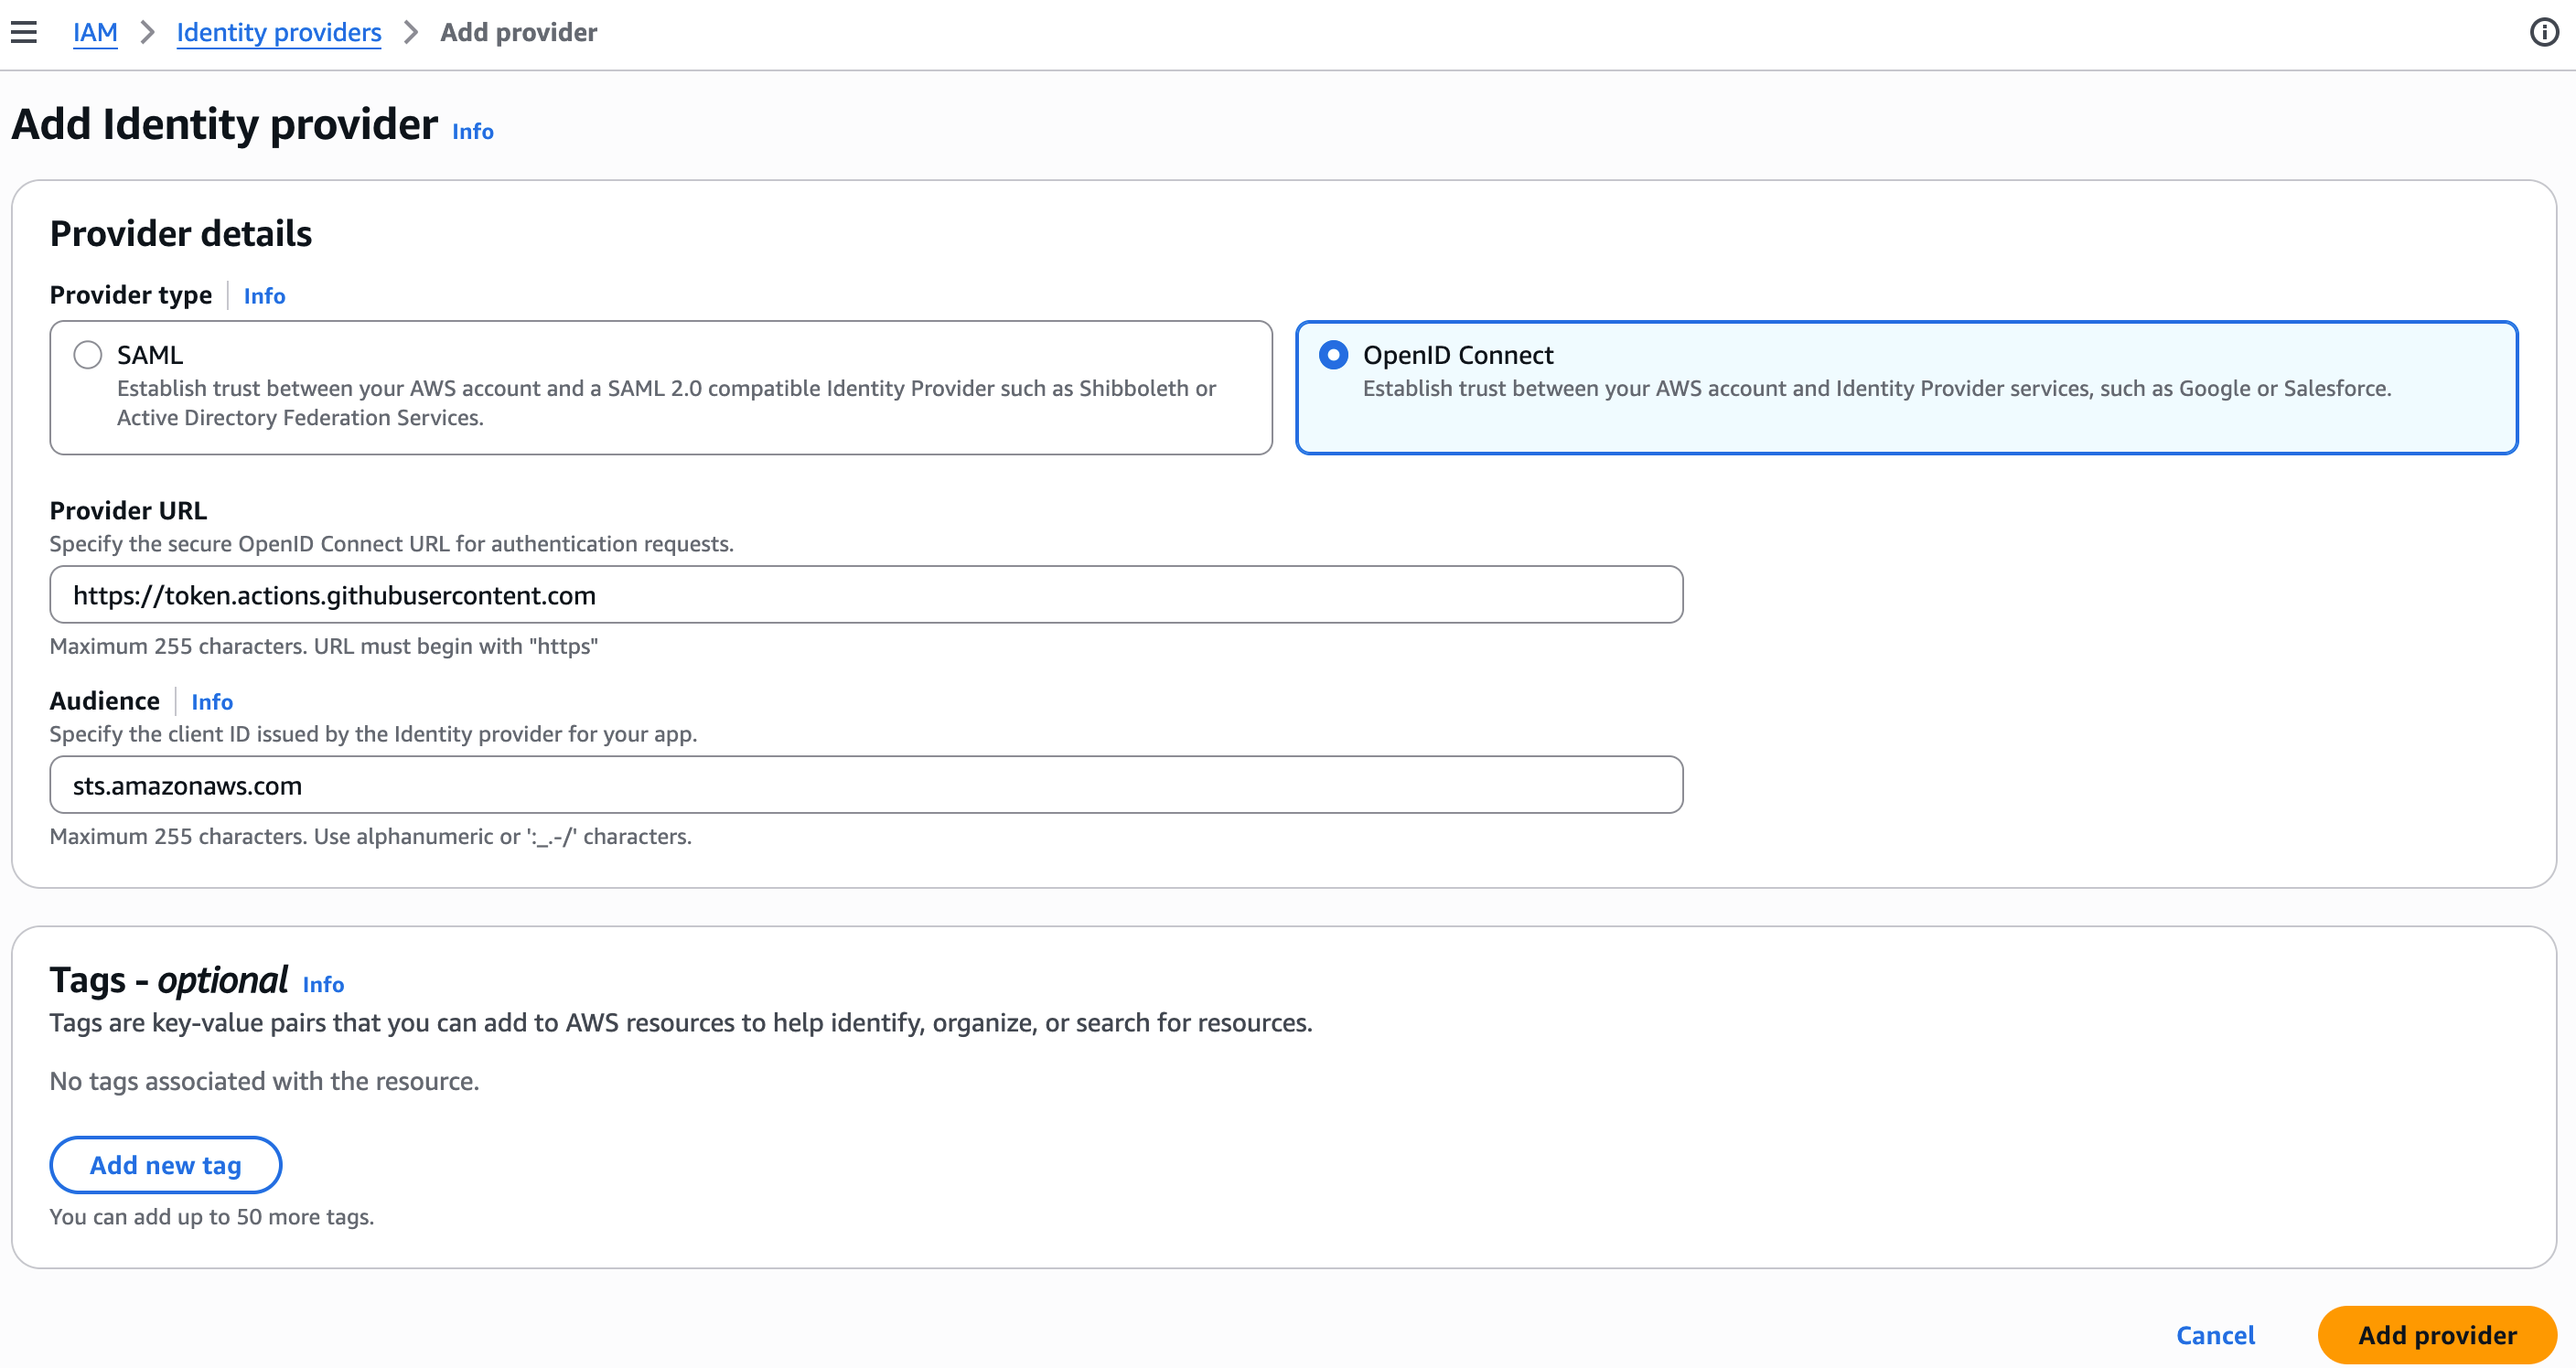 IAM > Identity providers > Add provider
Add Identity provider Info
Provider details
Provider type Info
SAML
Establish trust between your AWS account and a SAML 2.0 compatible Identity Provider such as Shibboleth or
Active Directory Federation Services.
OpenID Connect
Establish trust between your AWS account and Identity Provider services, such as Google or Salesforce.
Provider URL
Specify the secure OpenID Connect URL for authentication requests.
https://token.actions.githubusercontent.com
Maximum 255 characters. URL must begin with "https"
Audience Info
Specify the client ID issued by the Identity provider for your app.
sts.amazonaws.com
Maximum 255 characters. Use alphanumeric or ':_.-/' characters.
Tags - optional Info
Tags are key-value pairs that you can add to AWS resources to help identify, organize, or search for resources.
No tags associated with the resource.
Add new tag
You can add up to 50 more tags.
Cancel Add provider